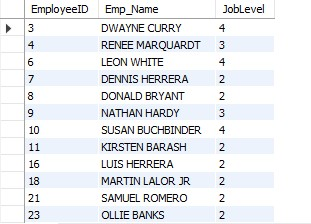 EmployeeID Emp_Name JobLevel
3 DWAYNE CURRY 4
4 RENEE MARQUARDT 3
6 LEON WHITE 4
7 DENNIS HERRERA 2
8 DONALD BRYANT 2
9 NATHAN HARDY 3
10 SUSAN BUCHBINDER 4
11 KIRSTEN BARASH 2
16 LUIS HERRERA 2
18 MARTIN LALOR JR 2
21 SAMUEL ROMERO 2
23 OLLIE BANKS 2